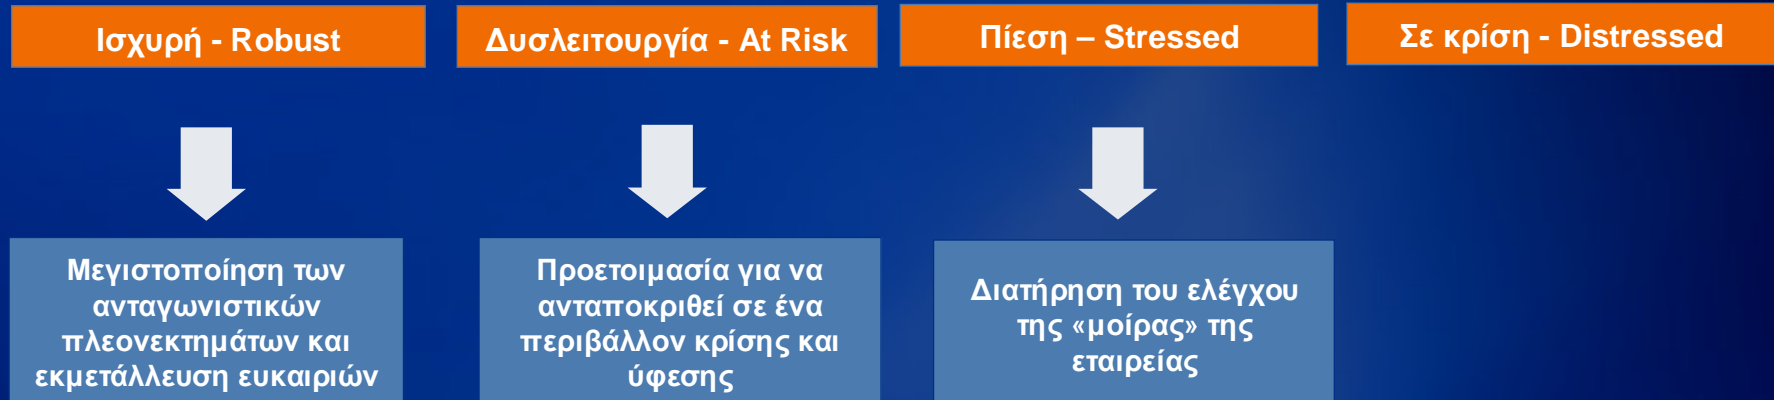 Ισχυρή - Robust
Δυσλειτουργία - At Risk
Πίεση – Stressed
Σε κρίση - Distressed
Μεγιστοποίηση των
ανταγωνιστικών
πλεονεκτημάτων και
εκμετάλλευση ευκαιριών
Προετοιμασία για να
ανταποκριθεί σε ένα
περιβάλλον κρίσης και
ύφεσης
Διατήρηση του ελέγχου
της «μοίρας» της
εταιρείας